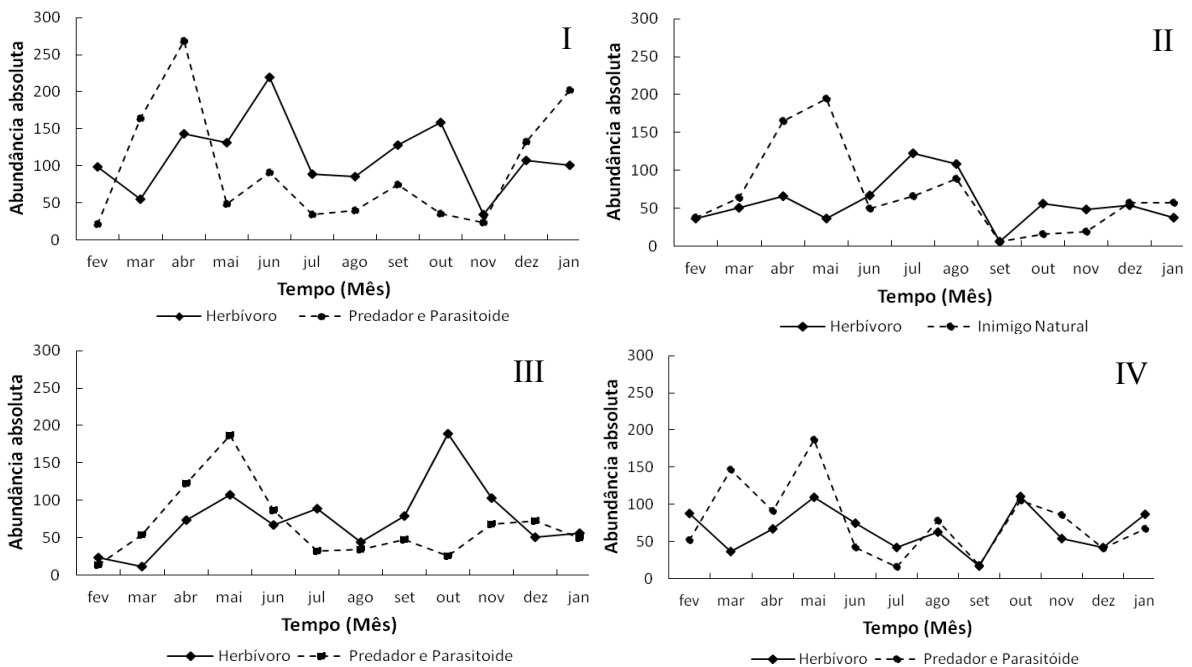 I
Abundância absoluta
300
250
200
150
100
50
0
fev mar abr mai jun jul ago set out nov dez jan
Tempo (Mês)
Herbívoro Predador e Parasitoide
II
Abundância absoluta
300
250
200
150
100
50
0
fev mar abr mai jun jul ago set out nov dez jan
Tempo (Mês)
Herbívoro Inimigo Natural
III
Abundância absoluta
300
250
200
150
100
50
0
fev mar abr mai jun jul ago set out nov dez jan
Tempo (Mês)
Herbívoro Predador e Parasitoide
IV
Abundância absoluta
300
250
200
150
100
50
0
fev mar abr mai jun jul ago set out nov dez jan
Tempo (Mês)
Herbívoro Predador e Parasitóide